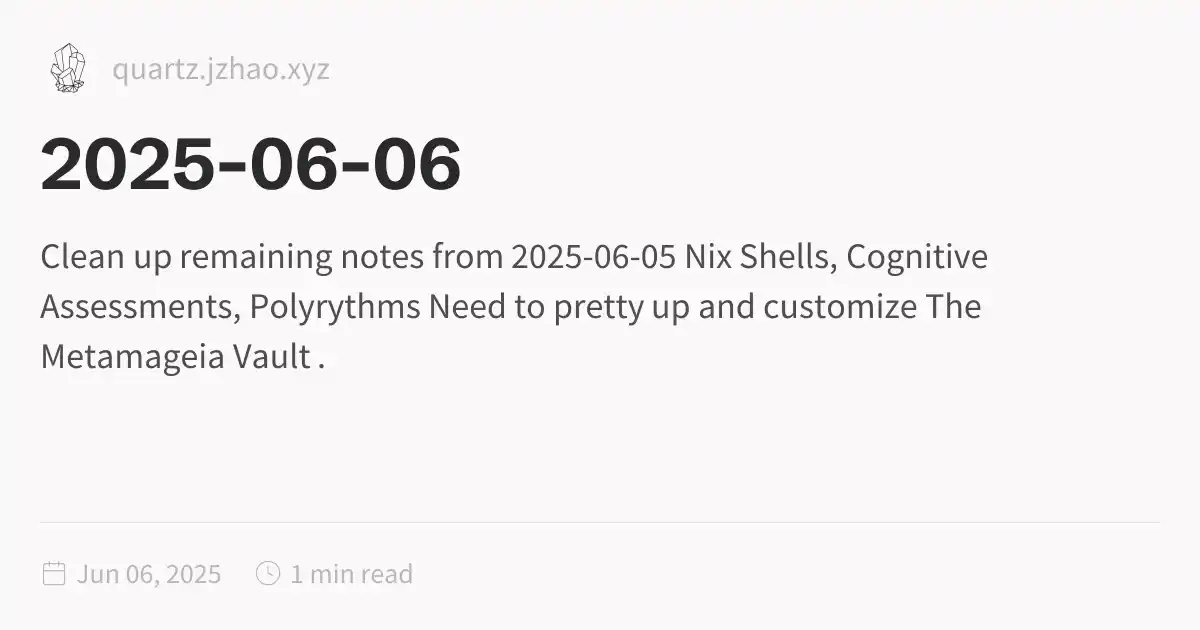 quartz.jzhao.xyz
2025-06-06
Clean up remaining notes from 2025-06-05 Nix Shells, Cognitive
Assessments, Polyrythms Need to pretty up and customize The
Metamageia Vault .
Jun 06, 2025 1 min read